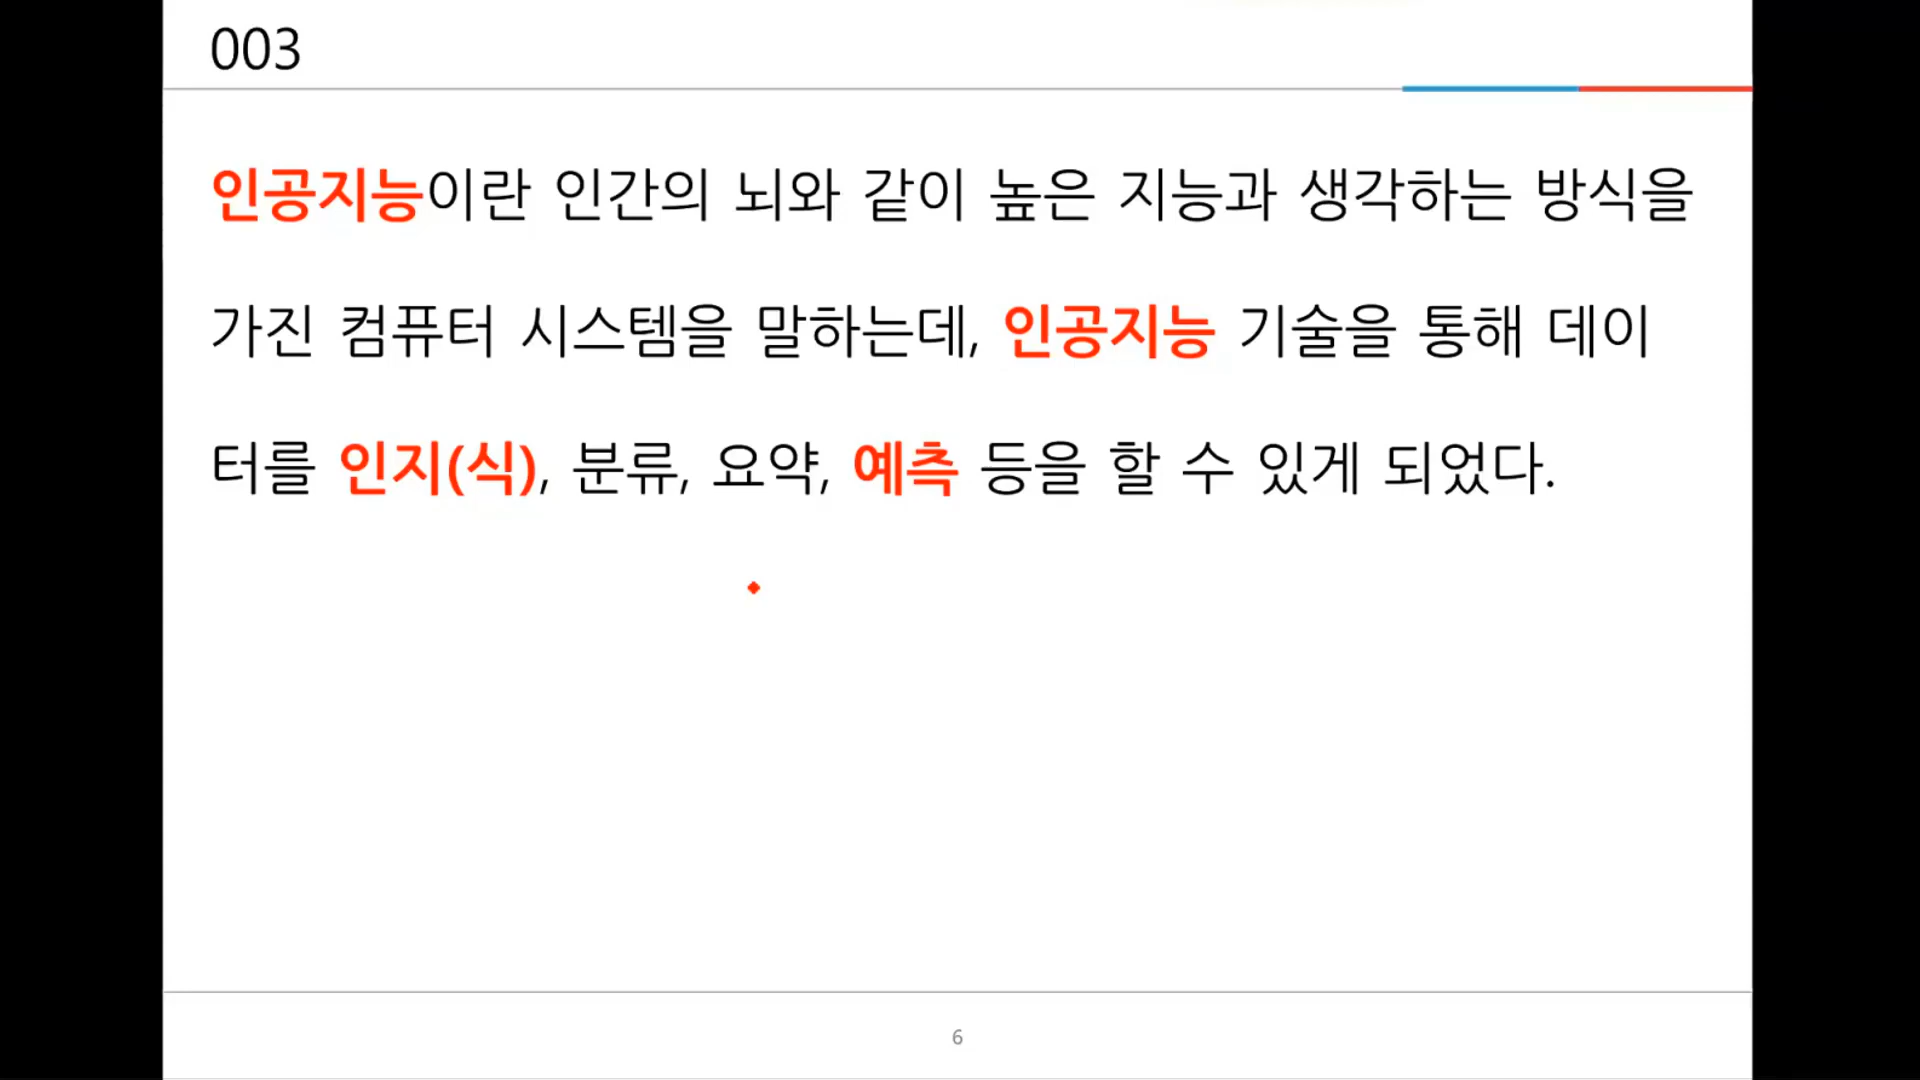 003
인공지능이란 인간의 뇌와 같이 높은 지능과 생각하는 방식을
가진 컴퓨터 시스템을 말하는데, 인공지능 기술을 통해 데이
터를 인지(식), 분류, 요약, 예측 등을 할 수 있게 되었다.
6